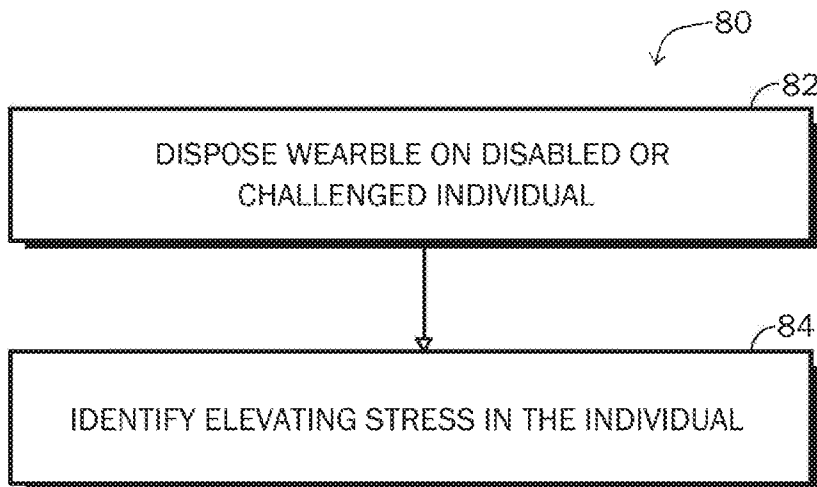 80
82
DISPOSE WEARBLE ON DISABLED OR
CHALLENGED INDIVIDUAL
84
IDENTIFY ELEVATING STRESS IN THE INDIVIDUAL